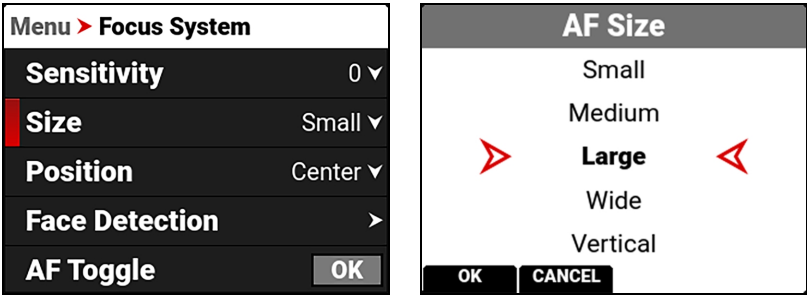 Menu Focus System
Sensitivity 0
Size Small
Position Center
Face Detection
AF Toggle OK
AF Size
Small
Medium
Large
Wide
Vertical
OK CANCEL